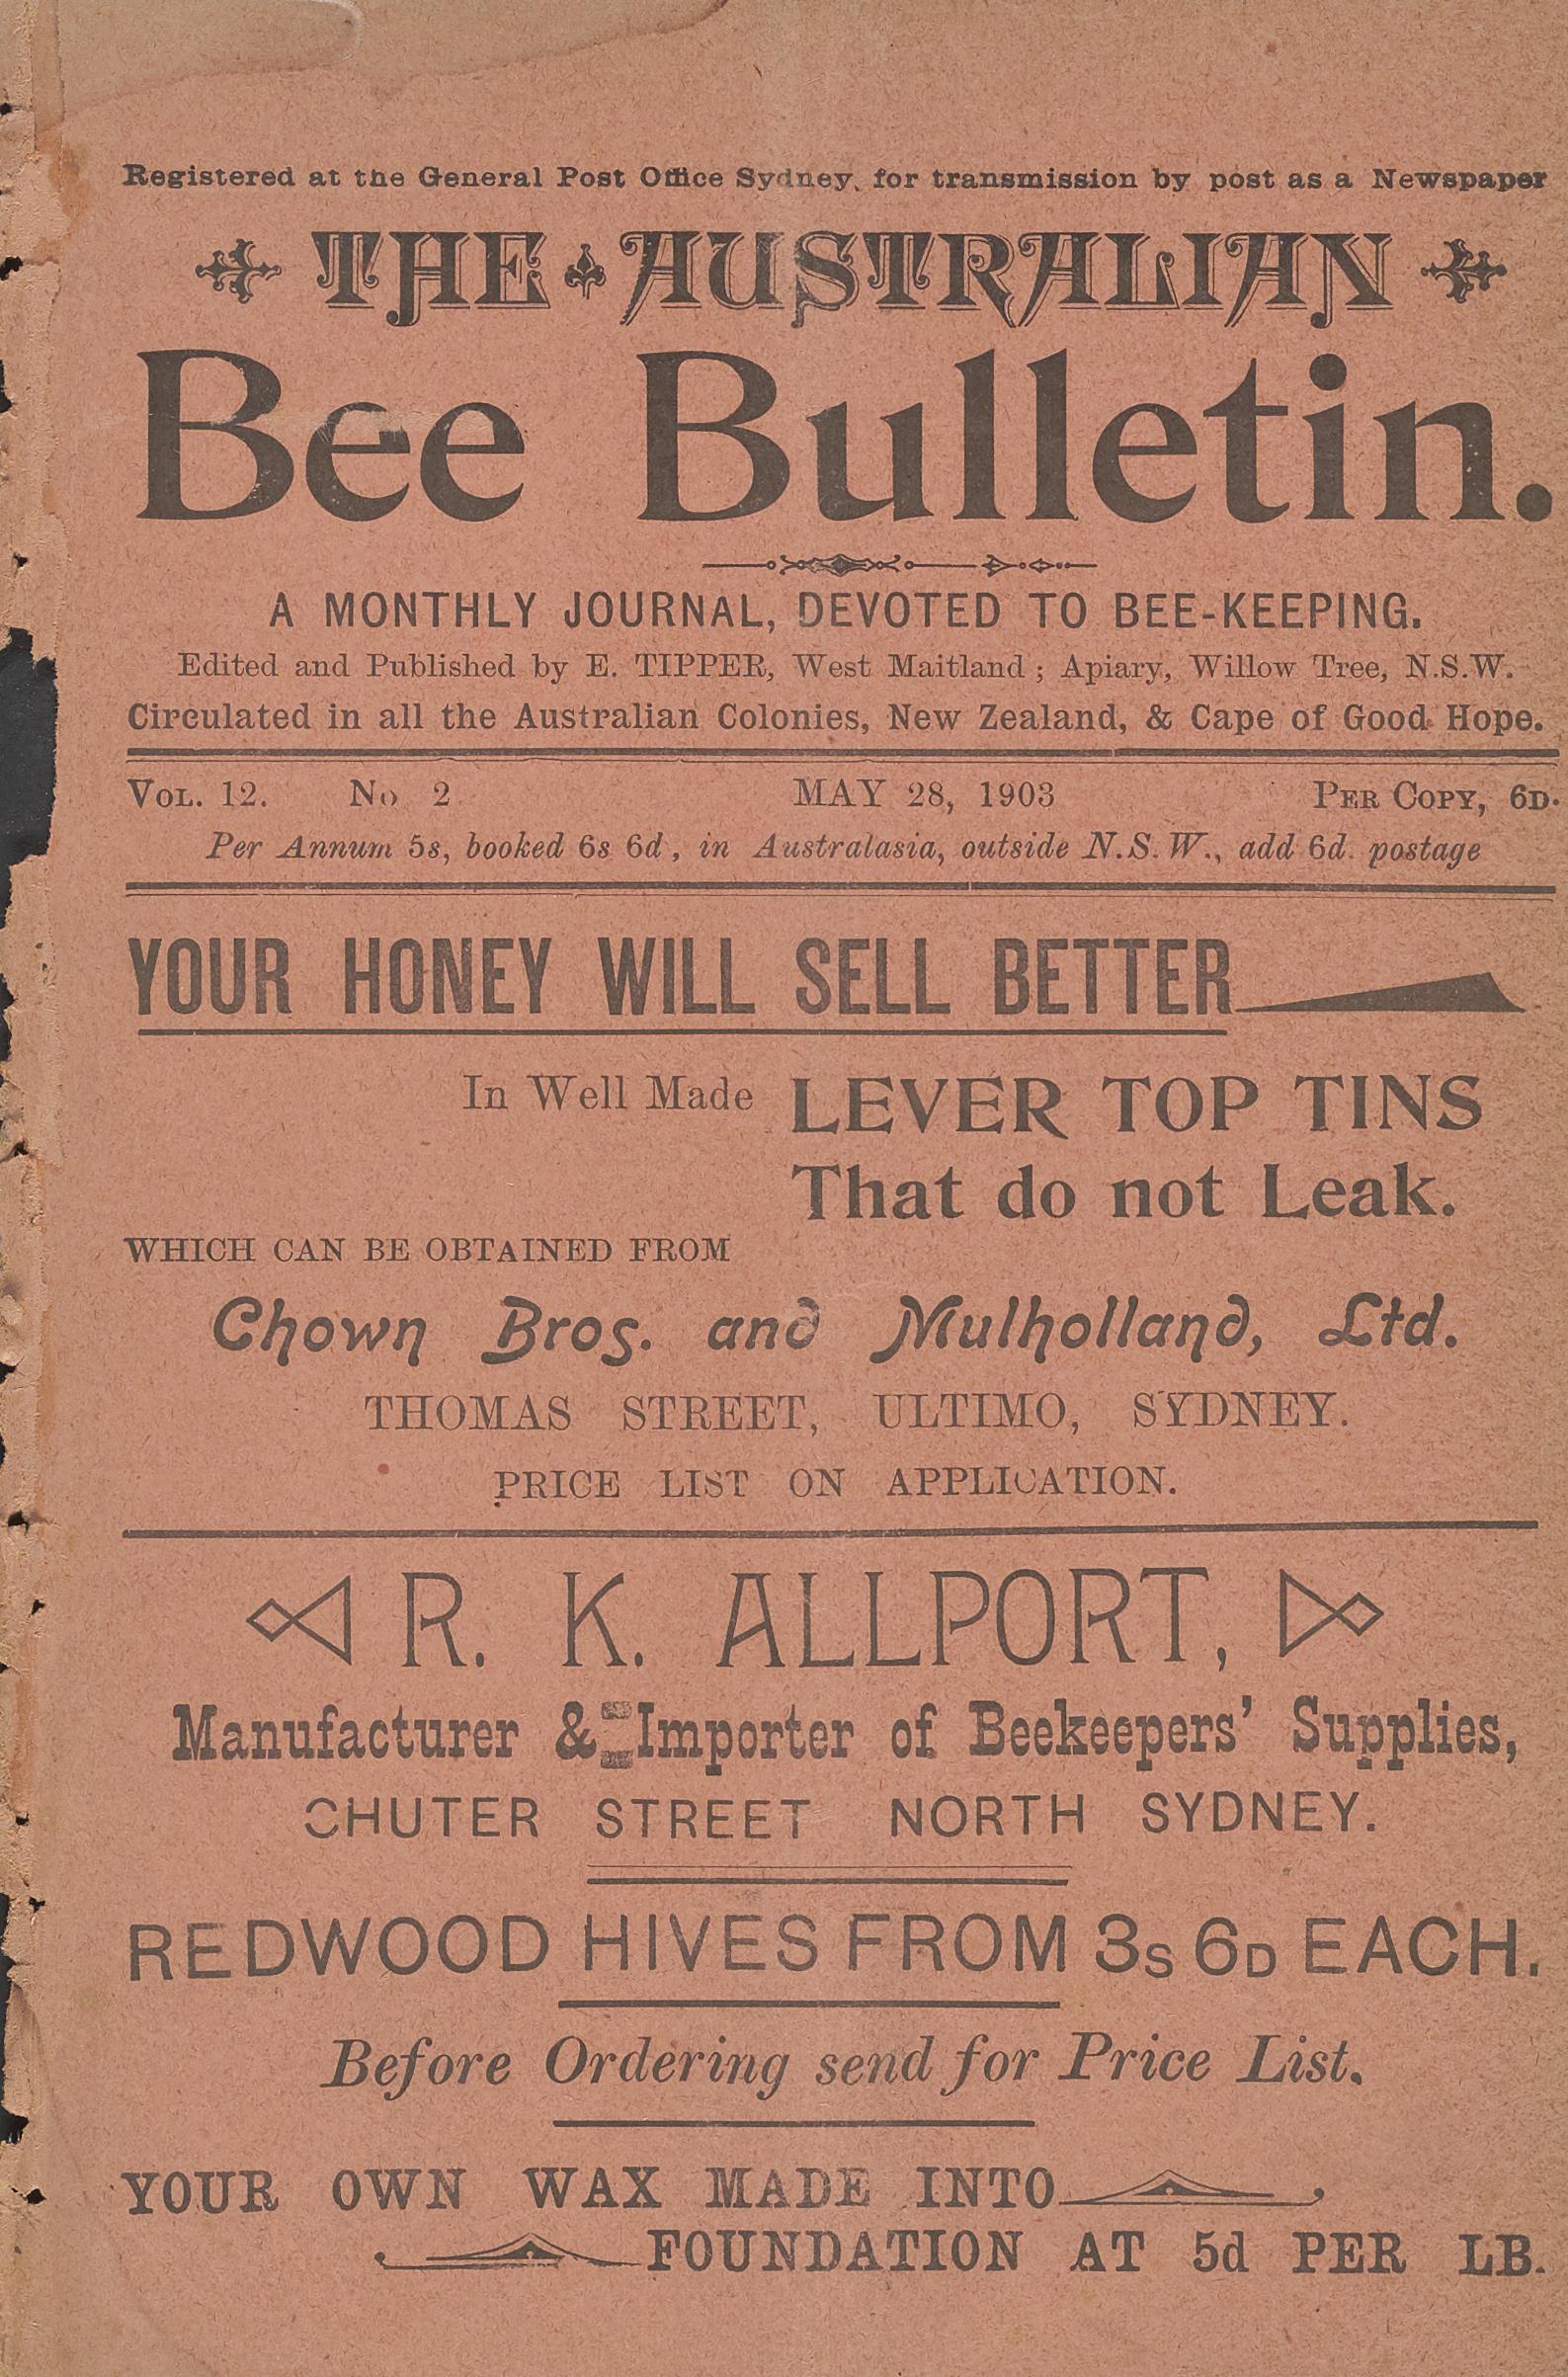 Registered at the General Post Office Sydney, for transmission by post as a Newspaper
THE AUSTRALIAN
Bee Bulletin.
A MONTHLY JOURNAL, DEVOTED TO BEE-KEEPING.
Edited and Published by E. TIPPER, West Maitland ; Apiary, Willow Tree, N.S.W.
Circulated in all the Australian Colonies, New Zealand, & Cape of Good Hope.
VOL. 12. No 2 MAY 28, 1903 PER COPY, 6D.
Per Annum 5s, booked 6s 6d, in Australasia, outside N.S.W., add 6d. postage
YOUR HONEY WILL SELL BETTER
In Well Made LEVER TOP TINS
That do not Leak.
WHICH CAN BE OBTAINED FROM
Chown Bros. and Mulholland, Ltd.
THOMAS STREET, ULTIMO, SYDNEY.
PRICE LIST ON APPLICATION.
R. K. ALLPORT,
Manufacturer & Importer of Beekeepers' Supplies,
CHUTER STREET NORTH SYDNEY.
REDWOOD HIVES FROM 3S 6D EACH.
Before Ordering send for Price List.
YOUR OWN WAX MADE INTO
FOUNDATION AT 5d PER LB.